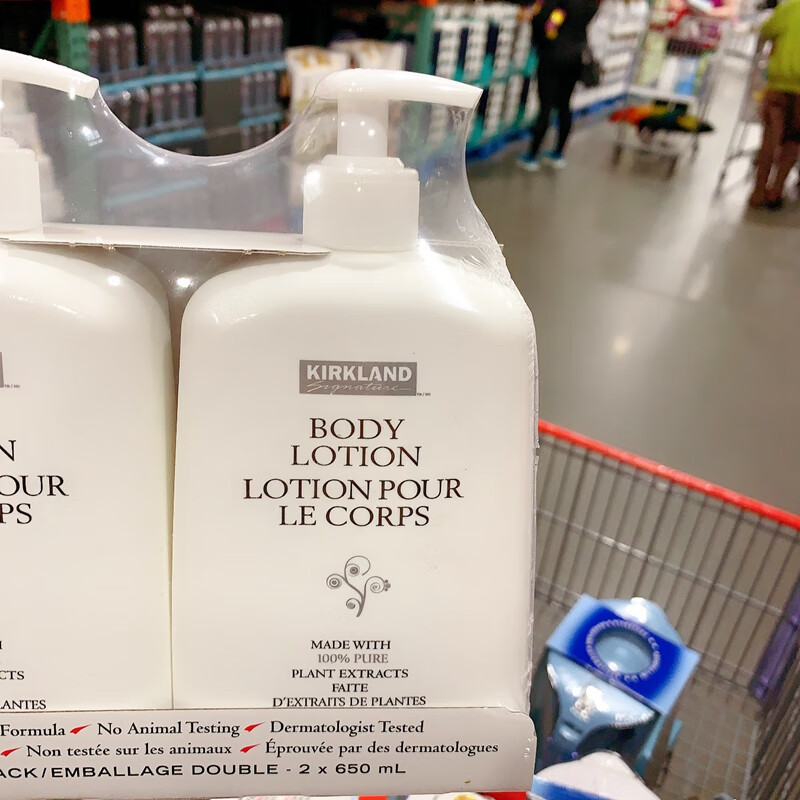 KIRKLAND
Signature
BODY
LOTION
LOTION POUR
LE CORPS
MADE WITH
100% PURE
PLANT EXTRACTS
FAITE
D'EXTRAITS DE PLANTES
N
OUR
PS
CTS
LANTES
Formula No Animal Testing Dermatologist Tested
Non testée sur les animaux Éprouvée par des dermatologues
ACK/EMBALLAGE DOUBLE - 2 x 650 mL